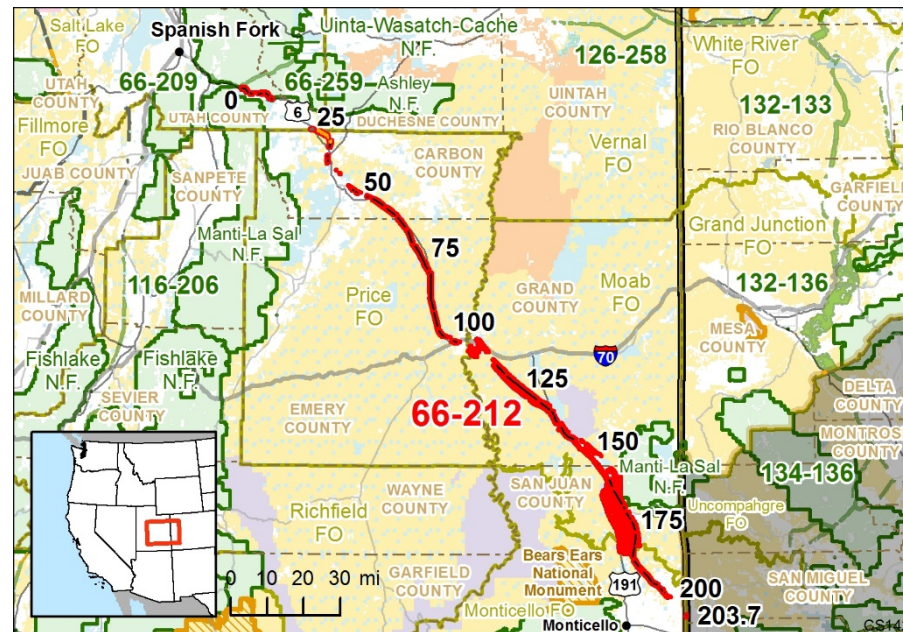 Salt Lake
FO
Spanish Fork
Uinta-Wasatch-Cache
N.F.
126-258
White River
FO
66-209
66-259
Ashley
N.F.
UTAH
COUNTY
0
UTAH COUNTY
6
25
DUCHESNE COUNTY
UINTAH
COUNTY
132-133
RIO BLANCO
COUNTY
Fillmore
FO
JUAB COUNTY
CARBON
COUNTY
Vernal
FO
SANPETE
COUNTY
50
GARFIELD
COUNTY
Manti-La Sal
N.F.
75
Grand Junction
FO
116-206
MILLARD
COUNTY
Price
FO
GRAND
COUNTY
Moab
FO
132-136
100
MESA
COUNTY
Fishlake
N.F.
Fishlake
N.F.
70
SEVIER
COUNTY
125
DELTA
COUNTY
EMERY
COUNTY
66-212
MONTROSE
COUNTY
150
Manti-La Sal
N.F.
134-136
WAYNE
COUNTY
SAN JUAN
COUNTY
Uncompahgre
FO
Richfield
FO
175
Bears Ears
National
Monument
GARFIELD
COUNTY
191
200
SAN MIGUEL
COUNTY
0 10 20 30 mi
Monticello FO
Monticello
203.7